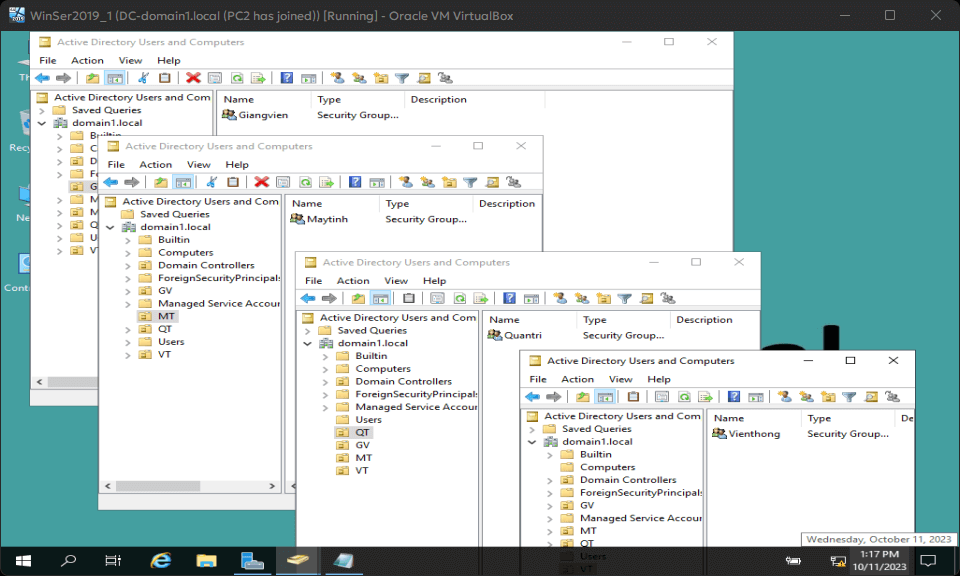 WinSer2019_1 (DC-domain1.local (PC2 has joined)) [Running] - Oracle VM VirtualBox
Active Directory Users and Computers
File Action View Help
Active Directory Users and Com
Saved Queries
domain1.local
Name Type Description
Giangvien Security Group...
Active Directory Users and Computers
File Action View Help
Active Directory Users and Com
Saved Queries
domain1.local
Builtin
Computers
Domain Controllers
ForeignSecurityPrincipals
GV
Managed Service Accour
MT
QT
Users
VT
Name Type Description
Maytinh Security Group...
Active Directory Users and Computers
File Action View Help
Active Directory Users and Com
Saved Queries
domain1.local
Builtin
Computers
Domain Controllers
ForeignSecurityPrincipals
Managed Service Accour
Users
QT
GV
MT
VT
Name Type Description
Quantri Security Group...
Active Directory Users and Computers
File Action View Help
Active Directory Users and Com
Saved Queries
domain1.local
Builtin
Computers
Domain Controllers
ForeignSecurityPrincipals
GV
Managed Service Accour
MT
QT
Users
VT
Name Type De
Vienthong Security Group...
Wednesday, October 11, 2023
1:17 PM
10/11/2023